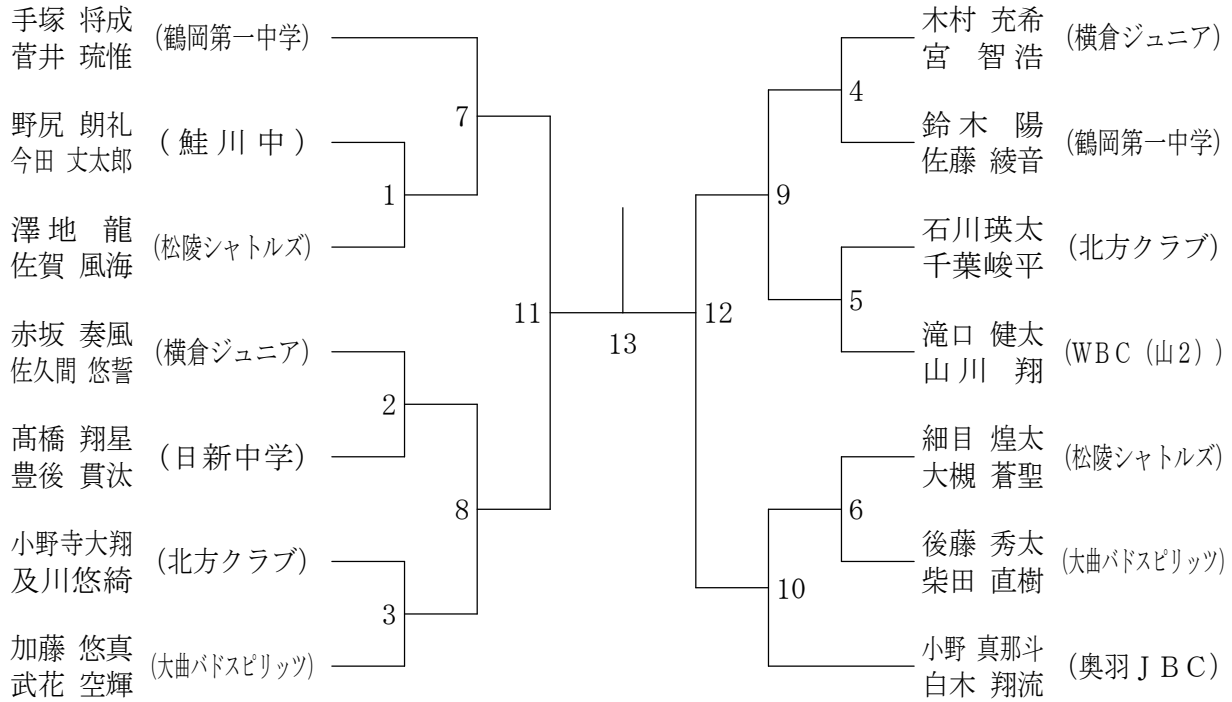 手塚 将成
菅井 琉惟
(鶴岡第一中学)
野尻 朗礼
今田 丈太郎
(鮭川中)
澤地 龍
佐賀 風海
(松陵シャトルズ)
赤坂 奏風
佐久間 悠誓
(横倉ジュニア)
髙橋 翔星
豊後 貫汰
(日新中学)
小野寺大翔
及川悠綺
(北方クラブ)
加藤 悠真
武花 空輝
(大曲バドスピリッツ)
7
1
2
8
3
11
13
12
9
4
5
6
10
木村 充希
宮 智浩
(横倉ジュニア)
鈴木 陽
佐藤 綾音
(鶴岡第一中学)
石川瑛太
千葉峻平
(北方クラブ)
滝口 健太
山川 翔
(WBC(山2))
細目 煌太
大槻 蒼聖
(松陵シャトルズ)
後藤 秀太
柴田 直樹
(大曲バドスピリッツ)
小野 真那斗
白木 翔流
(奥羽JBC)